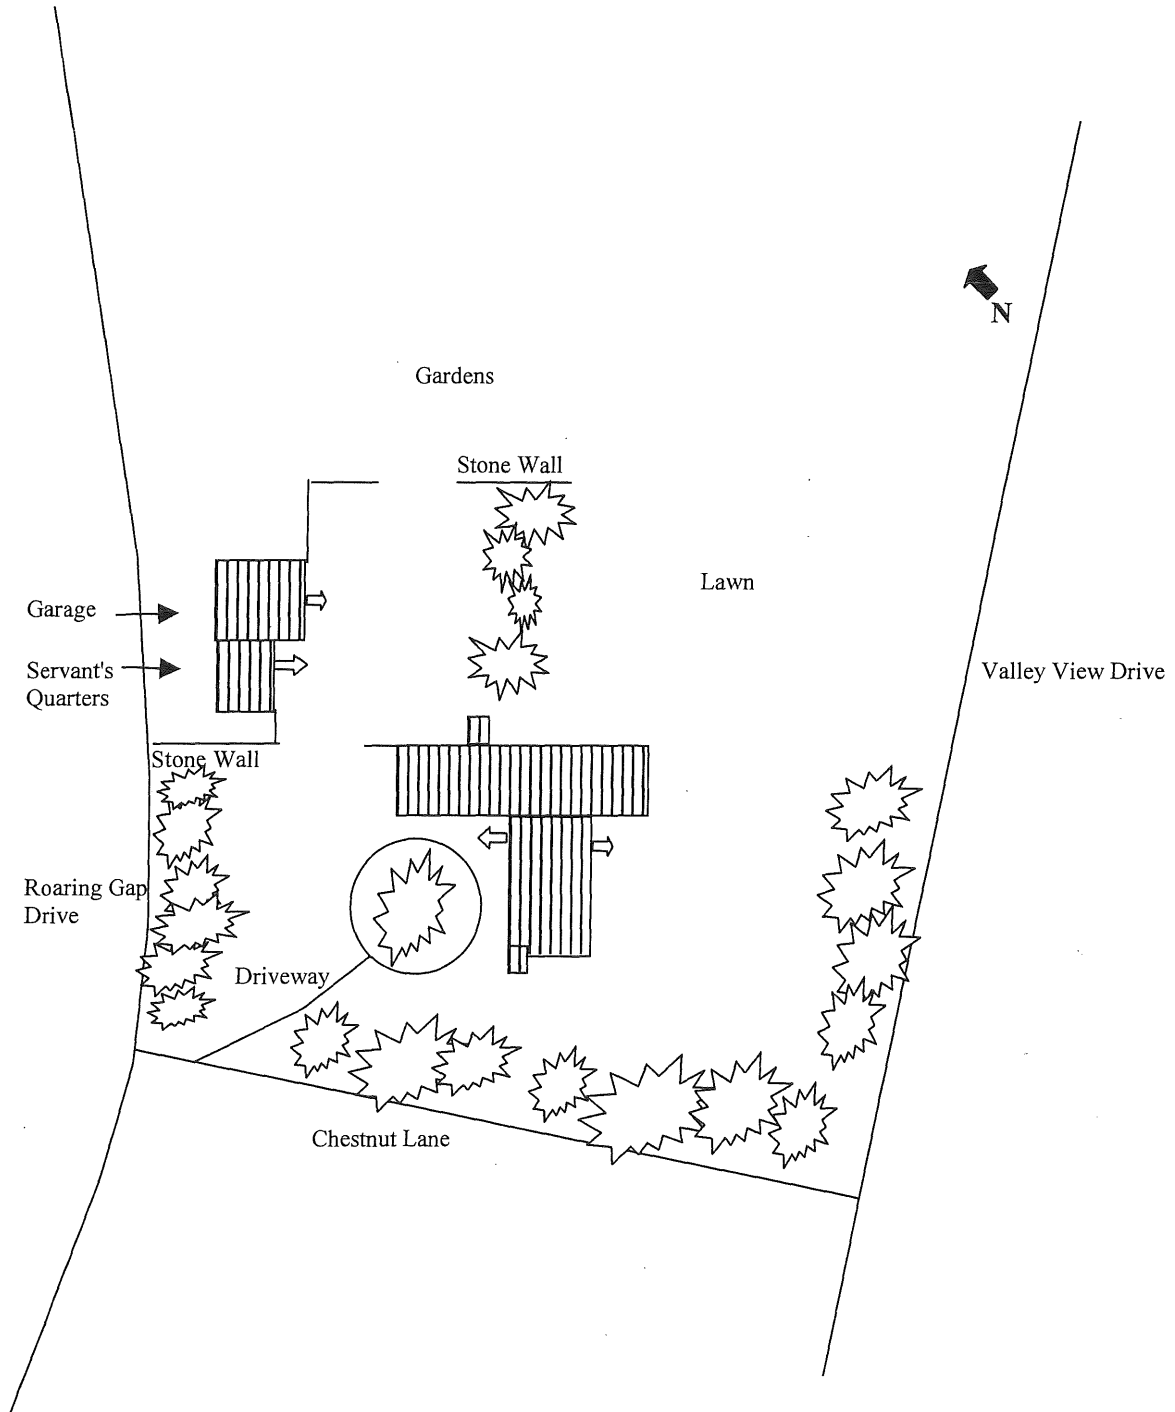 N
Gardens
Stone Wall
Lawn
Garage
Servant's
Quarters
Valley View Drive
Stone Wall
Roaring Gap
Drive
Driveway
Chestnut Lane